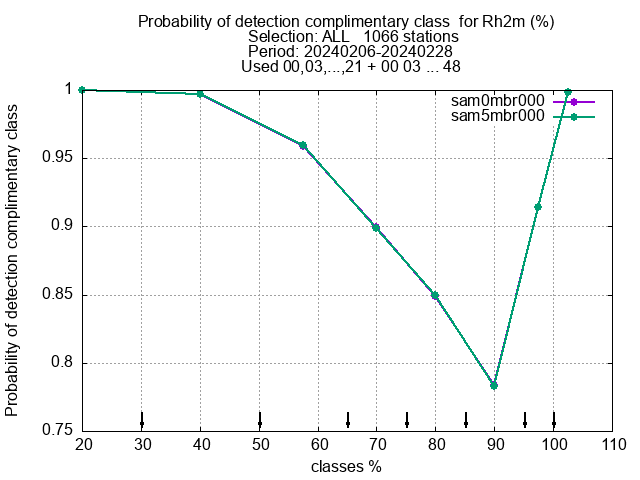 Probability of detection complimentary class  for Rh2m (%)
Selection: ALL   1066 stations
Period: 20240206-20240228
Used 00,03,...,21 + 00 03 ... 48
sam0mbr000
sam5mbr000
Probability of detection complimentary class
1
0.95
0.9
0.85
0.8
0.75
20 30 40 50 60 70 80 90 100 110
classes %